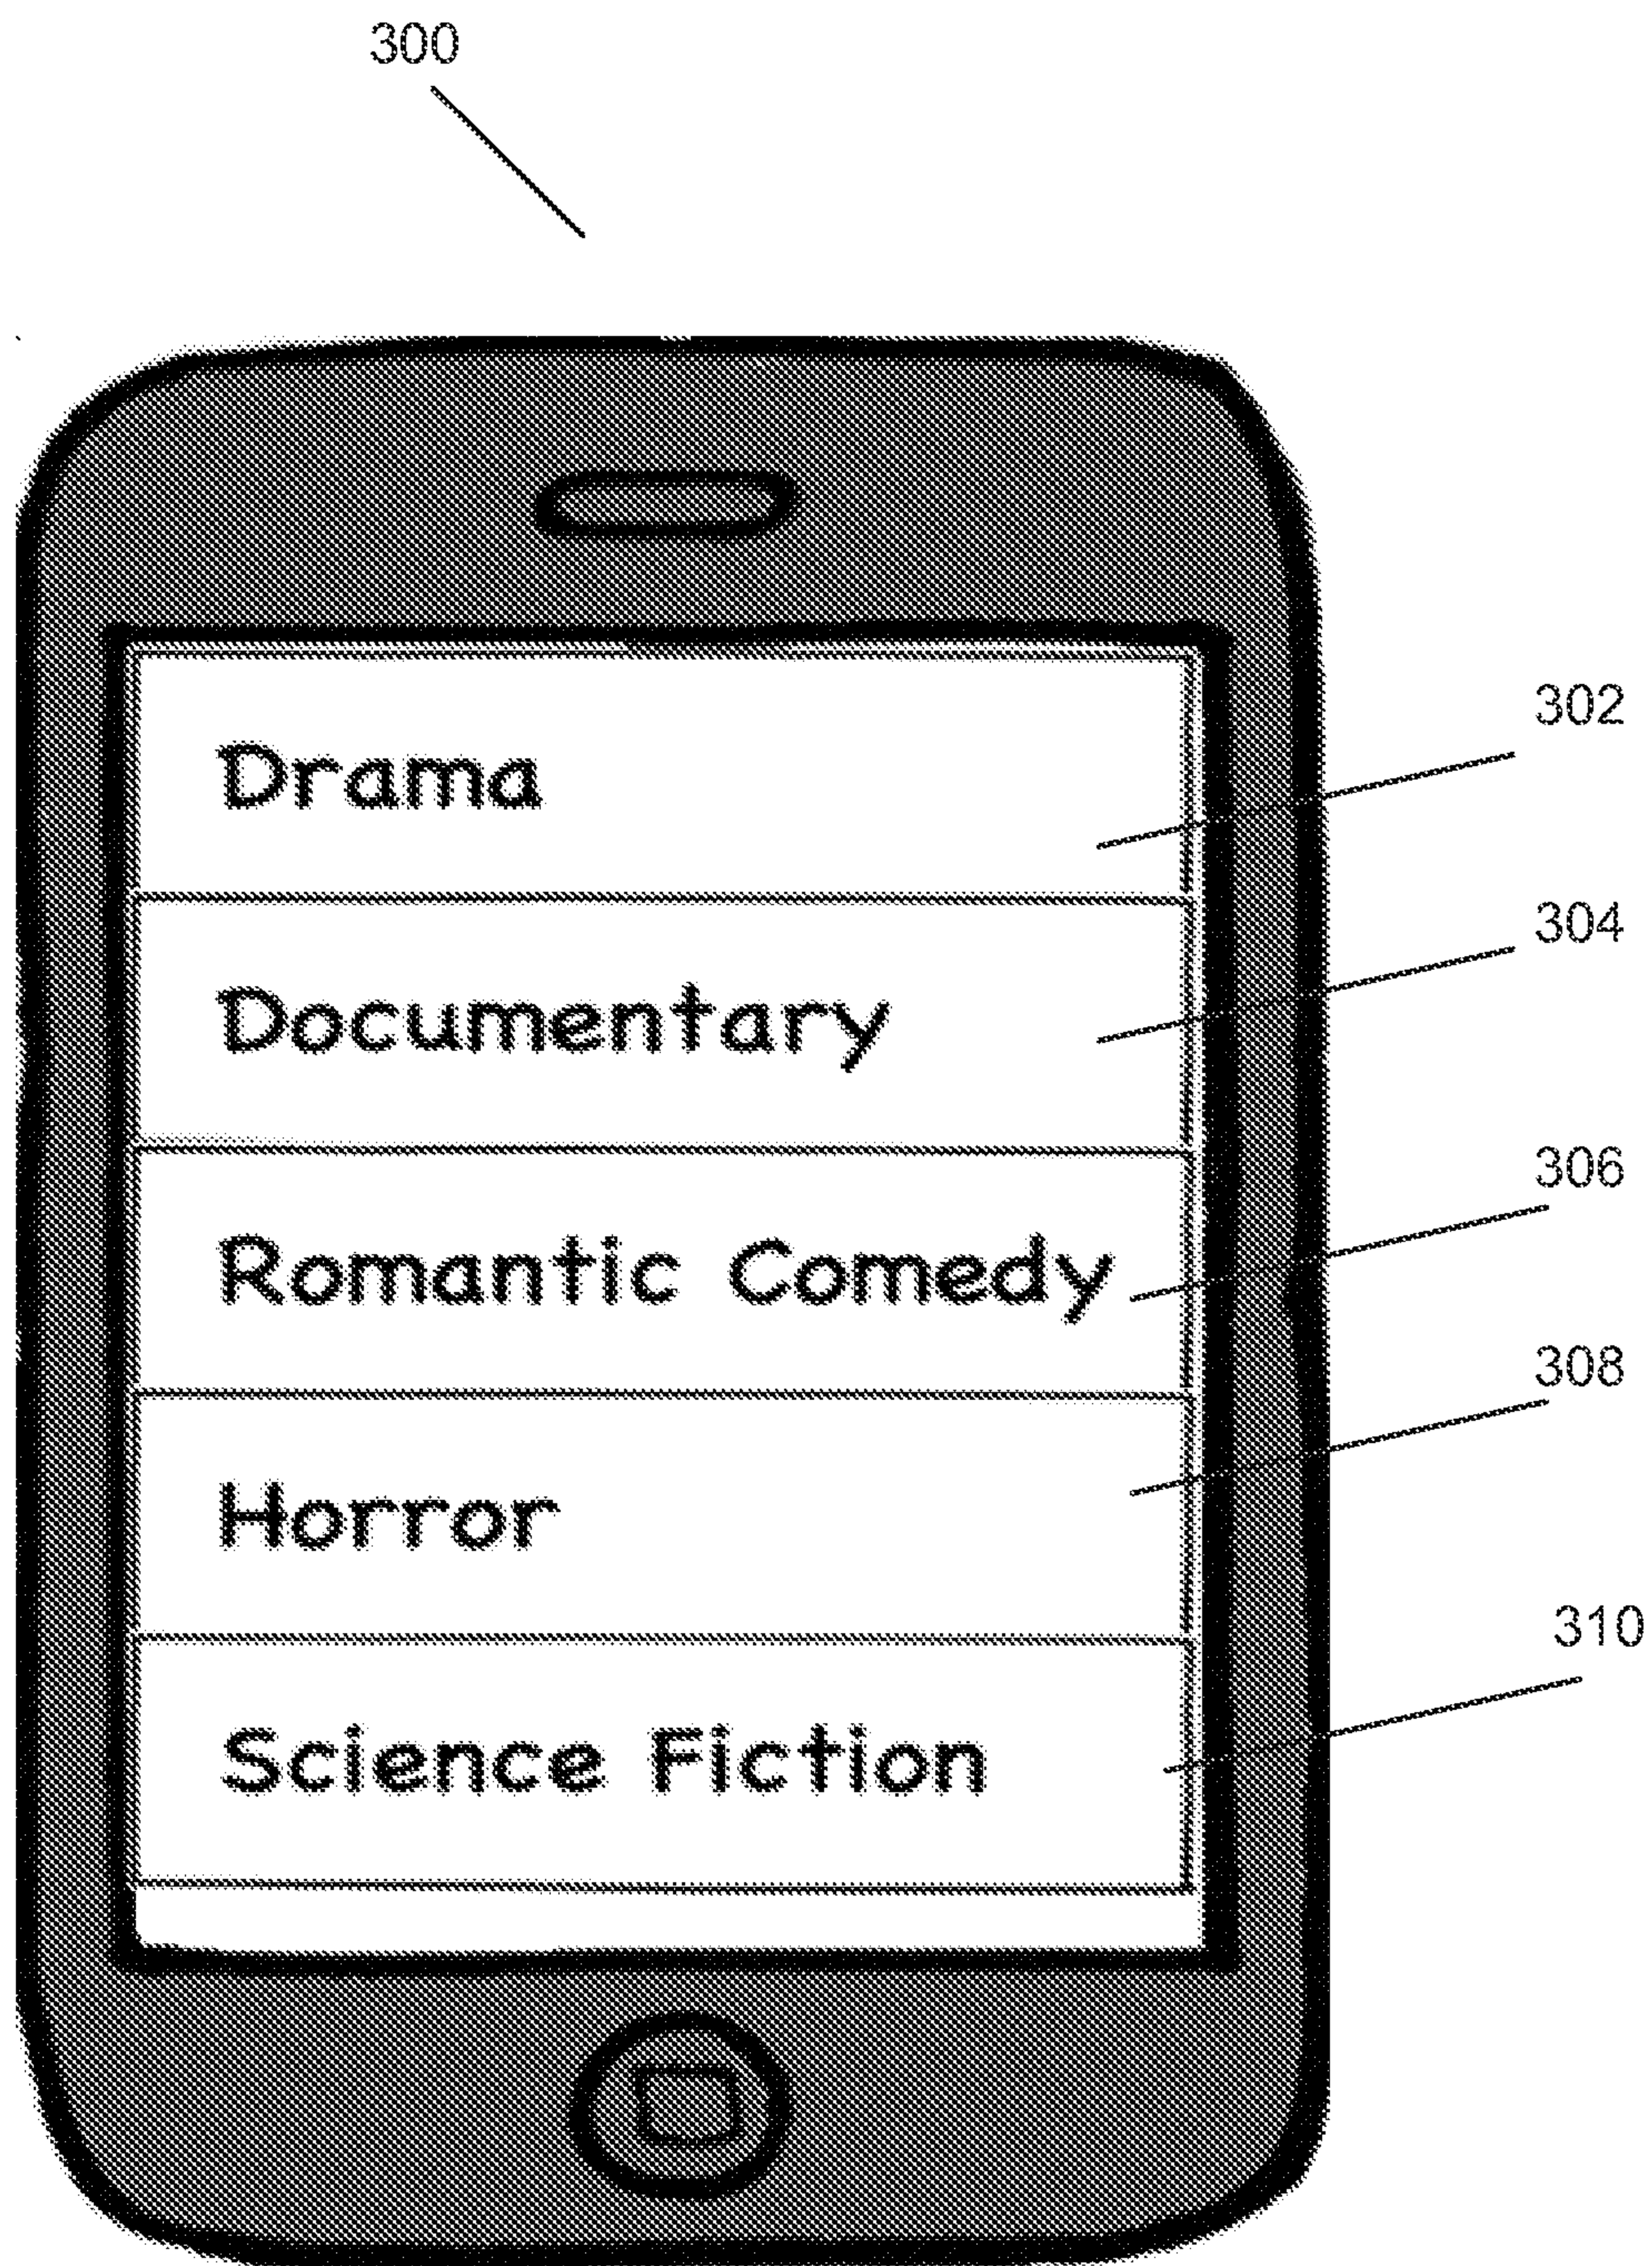 300
Drama
302
Documentary
304
Romantic Comedy
306
Horror
308
Science Fiction
310